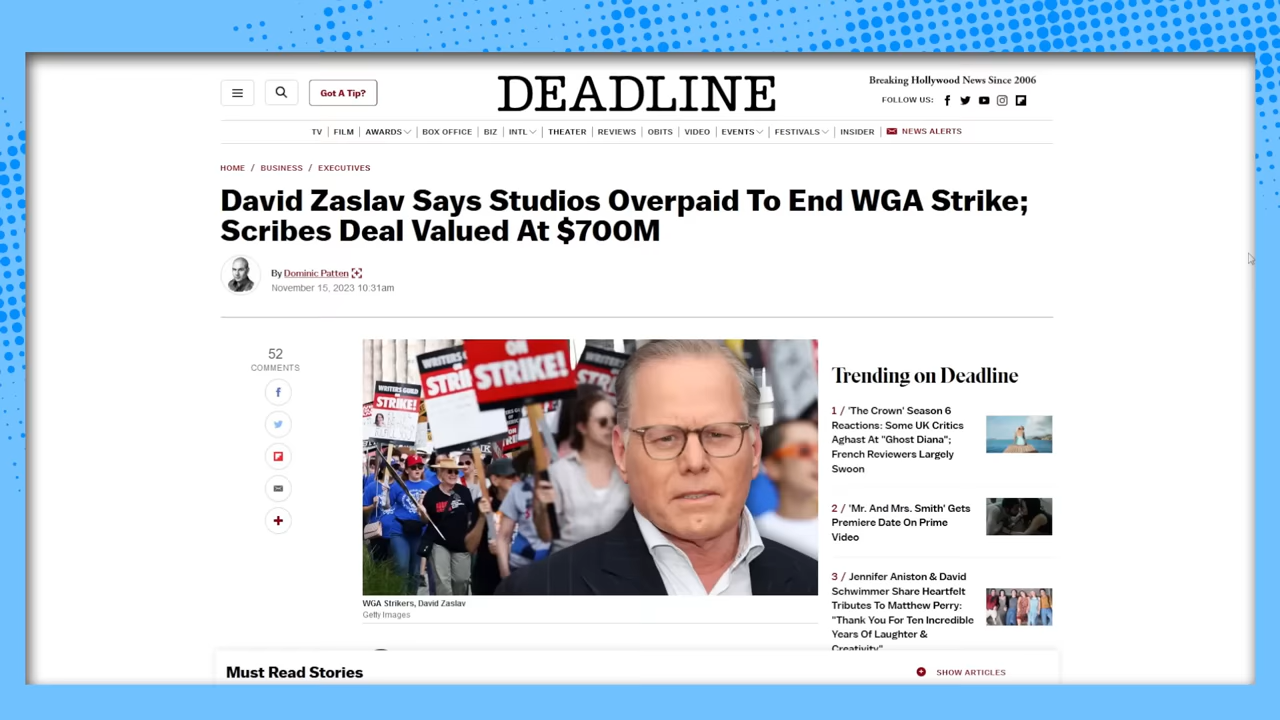 Got A Tip?
DEADLINE
Breaking Hollywood News Since 2006
FOLLOW US:
TV | FILM | AWARDS | BOX OFFICE | BIZ | INTL | THEATER | REVIEWS | OBITS | VIDEO | EVENTS | FESTIVALS | INSIDER | NEWS ALERTS
HOME / BUSINESS / EXECUTIVES
David Zaslav Says Studios Overpaid To End WGA Strike;
Scribes Deal Valued At $700M
By Dominic Patten
November 15, 2023 10:31am
52
COMMENTS
WRITERS
ON
STRIKE!
WRITERS GUILD
STRIKE!
WGA Strikers, David Zaslav
Getty Images
Trending on Deadline
1 / 'The Crown' Season 6
Reactions: Some UK Critics
Aghast At "Ghost Diana";
French Reviewers Largely
Swoon
2 / 'Mr. And Mrs. Smith' Gets
Premiere Date On Prime
Video
3 / Jennifer Aniston & David
Schwimmer Share Heartfelt
Tributes To Matthew Perry:
"Thank You For Ten Incredible
Years Of Laughter &
Creativity"
Must Read Stories
SHOW ARTICLES